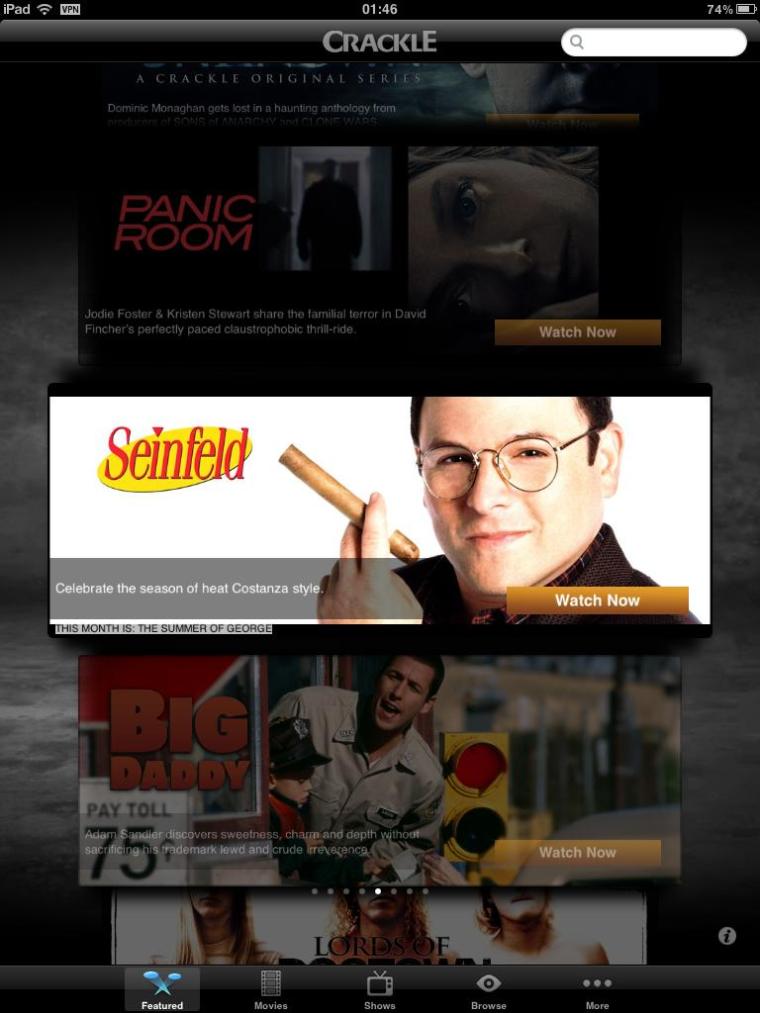 iPad VPN 01:46 74%
CRACKLE
A CRACKLE ORIGINAL SERIES
Dominic Monaghan gets lost in a haunting anthology from
producers of SONS of ANARCHY and CLONE WARS.
Watch Now
PANIC
ROOM
Jodie Foster & Kristen Stewart share the familial terror in David
Fincher's perfectly paced claustrophobic thrill-ride.
Watch Now
Seinfeld
Celebrate the season of heat Costanza style.
Watch Now
THIS MONTH IS: THE SUMMER OF GEORGE
BIG
DADDY
PAY TOLL
75
Adam Sandler discovers sweetness, charm and depth without
sacrificing his trademark lewd and crude irreverence.
Watch Now
LORDS OF
DOGTOWN
Featured Movies Shows Browse More